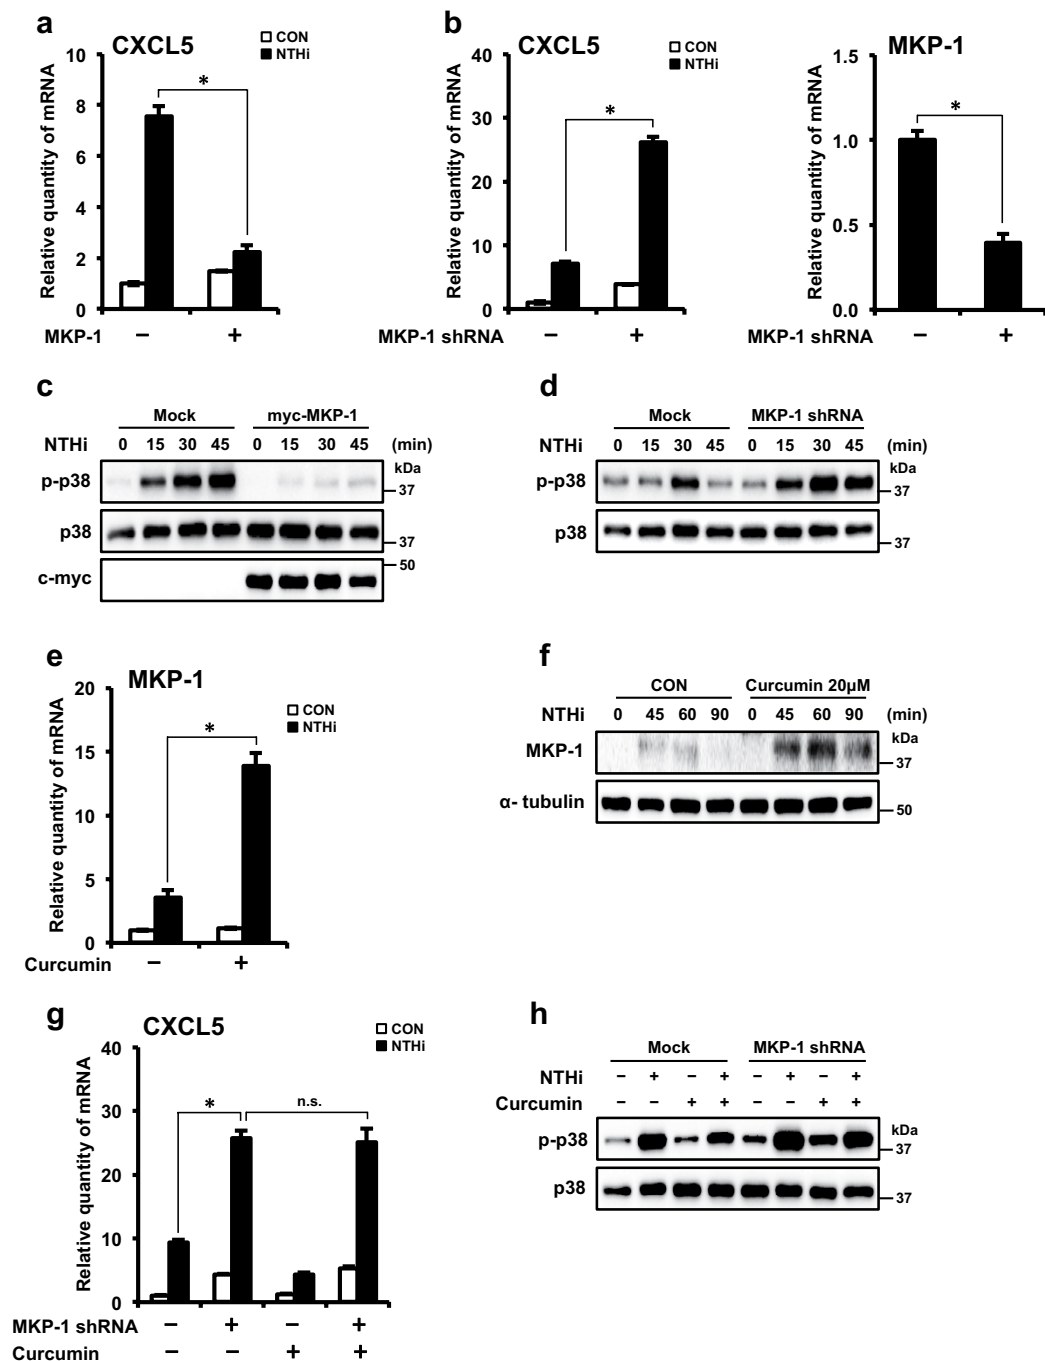 a
CXCL5
CON
NTHi
Relative quantity of mRNA
10
8
6
4
2
0
*
MKP-1 − +
b
CXCL5
CON
NTHi
Relative quantity of mRNA
40
30
20
10
0
*
MKP-1 shRNA − +
MKP-1
Relative quantity of mRNA
1.5
1.0
0.5
0.0
*
MKP-1 shRNA − +
c
Mock myc-MKP-1
NTHi 0 15 30 45 0 15 30 45 (min)
kDa
p-p38 37
p38 37
50
c-myc
d
Mock MKP-1 shRNA
NTHi 0 15 30 45 0 15 30 45 (min)
kDa
p-p38 37
p38 37
e
MKP-1
CON
NTHi
Relative quantity of mRNA
20
15
10
5
0
*
Curcumin − +
f
CON Curcumin 20μM
NTHi 0 45 60 90 0 45 60 90 (min)
kDa
MKP-1 37
α- tubulin 50
g
CXCL5
CON
NTHi
Relative quantity of mRNA
40
30
20
10
0
* n.s.
MKP-1 shRNA − + − +
Curcumin − − + +
h
Mock MKP-1 shRNA
NTHi − + − + − + − +
Curcumin − − + + − − + +
kDa
p-p38 37
p38 37